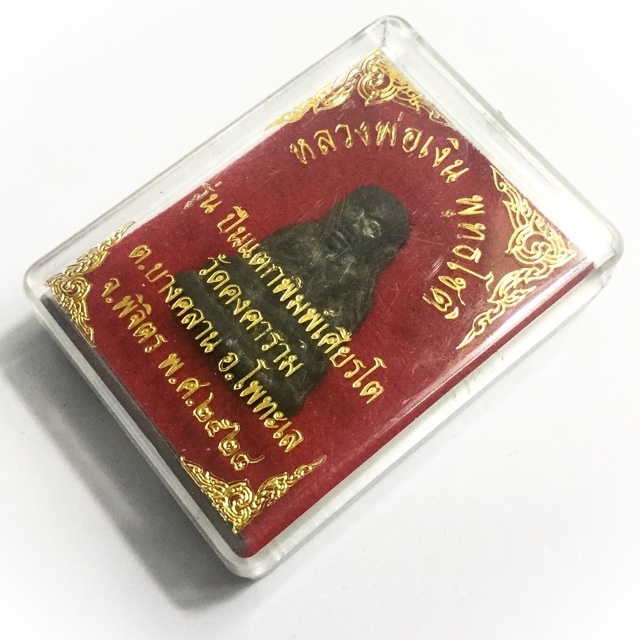 หลวงพ่อเงิน พุทธโชติ
รุ่น ปืนแตกพิมพ์เศียรโต
วัดคงคาราม
ต.บางคลาน อ.โพทะเล
จ.พิจิตร พ.ศ.๒๕๒๘